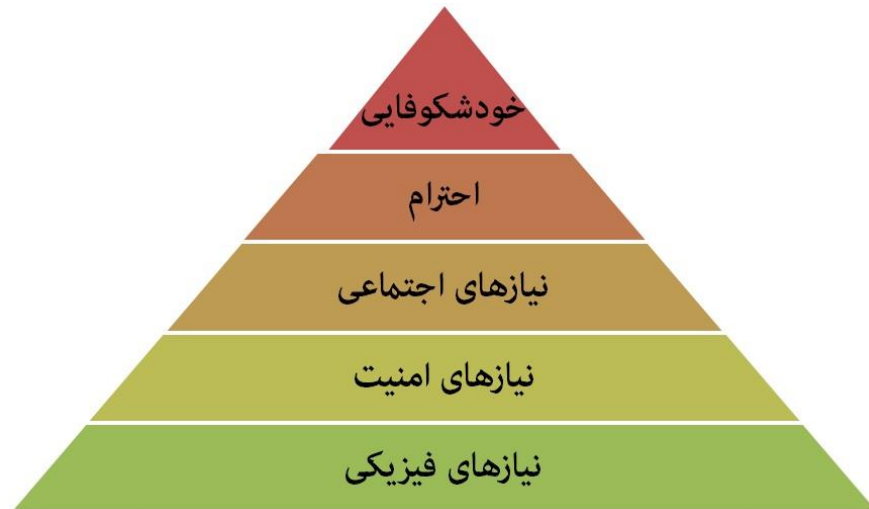 خودشکوفایی
احترام
نیازهای اجتماعی
نیازهای امنیت
نیازهای فیزیکی